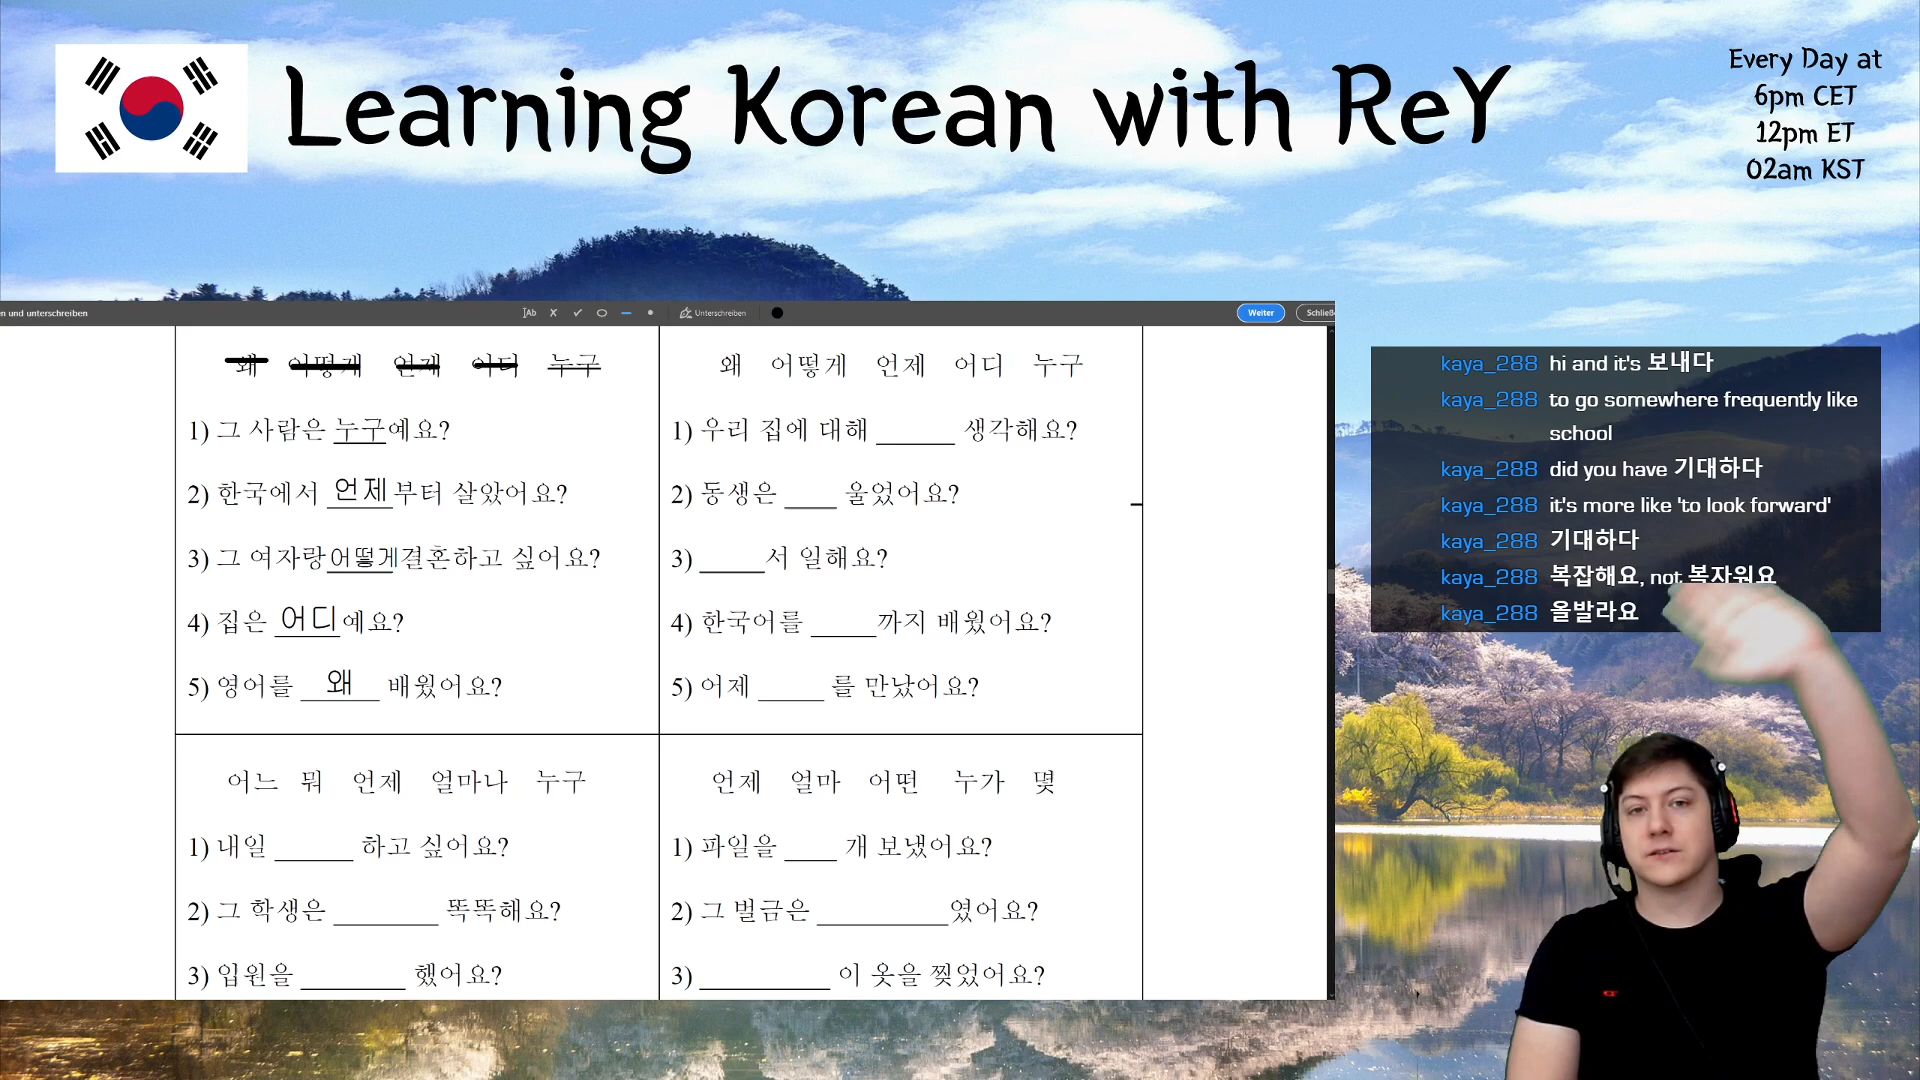 Learning Korean with ReY
Every Day at
6pm CET
12pm ET
02am KST
n und unterschreiben
Ab
Unterschreiben
Weiter
Schließ
왜 어떻게 언제 어디 누구
1) 그 사람은 누구예요?
2) 한국에서 언제부터 살았어요?
3) 그 여자랑어떻게결혼하고 싶어요?
4) 집은 어디예요?
5) 영어를 왜 배웠어요?
왜 어떻게 언제 어디 누구
1) 우리 집에 대해 ______ 생각해요?
2) 동생은 ____ 울었어요?
3) _____서 일해요?
4) 한국어를 _____까지 배웠어요?
5) 어제 _____ 를 만났어요?
어느 뭐 언제 얼마나 누구
1) 내일 ______ 하고 싶어요?
2) 그 학생은 ________ 똑똑해요?
3) 입원을 ________ 했어요?
언제 얼마 어떤 누가 몇
1) 파일을 ____ 개 보냈어요?
2) 그 벌금은 __________였어요?
3) __________ 이 옷을 찢었어요?
kaya_288 hi and it's 보내다
kaya_288 to go somewhere frequently like
school
kaya_288 did you have 기대하다
kaya_288 it's more like 'to look forward'
kaya_288 기대하다
kaya_288 복잡해요, not 복자워요
kaya_288 올발라요